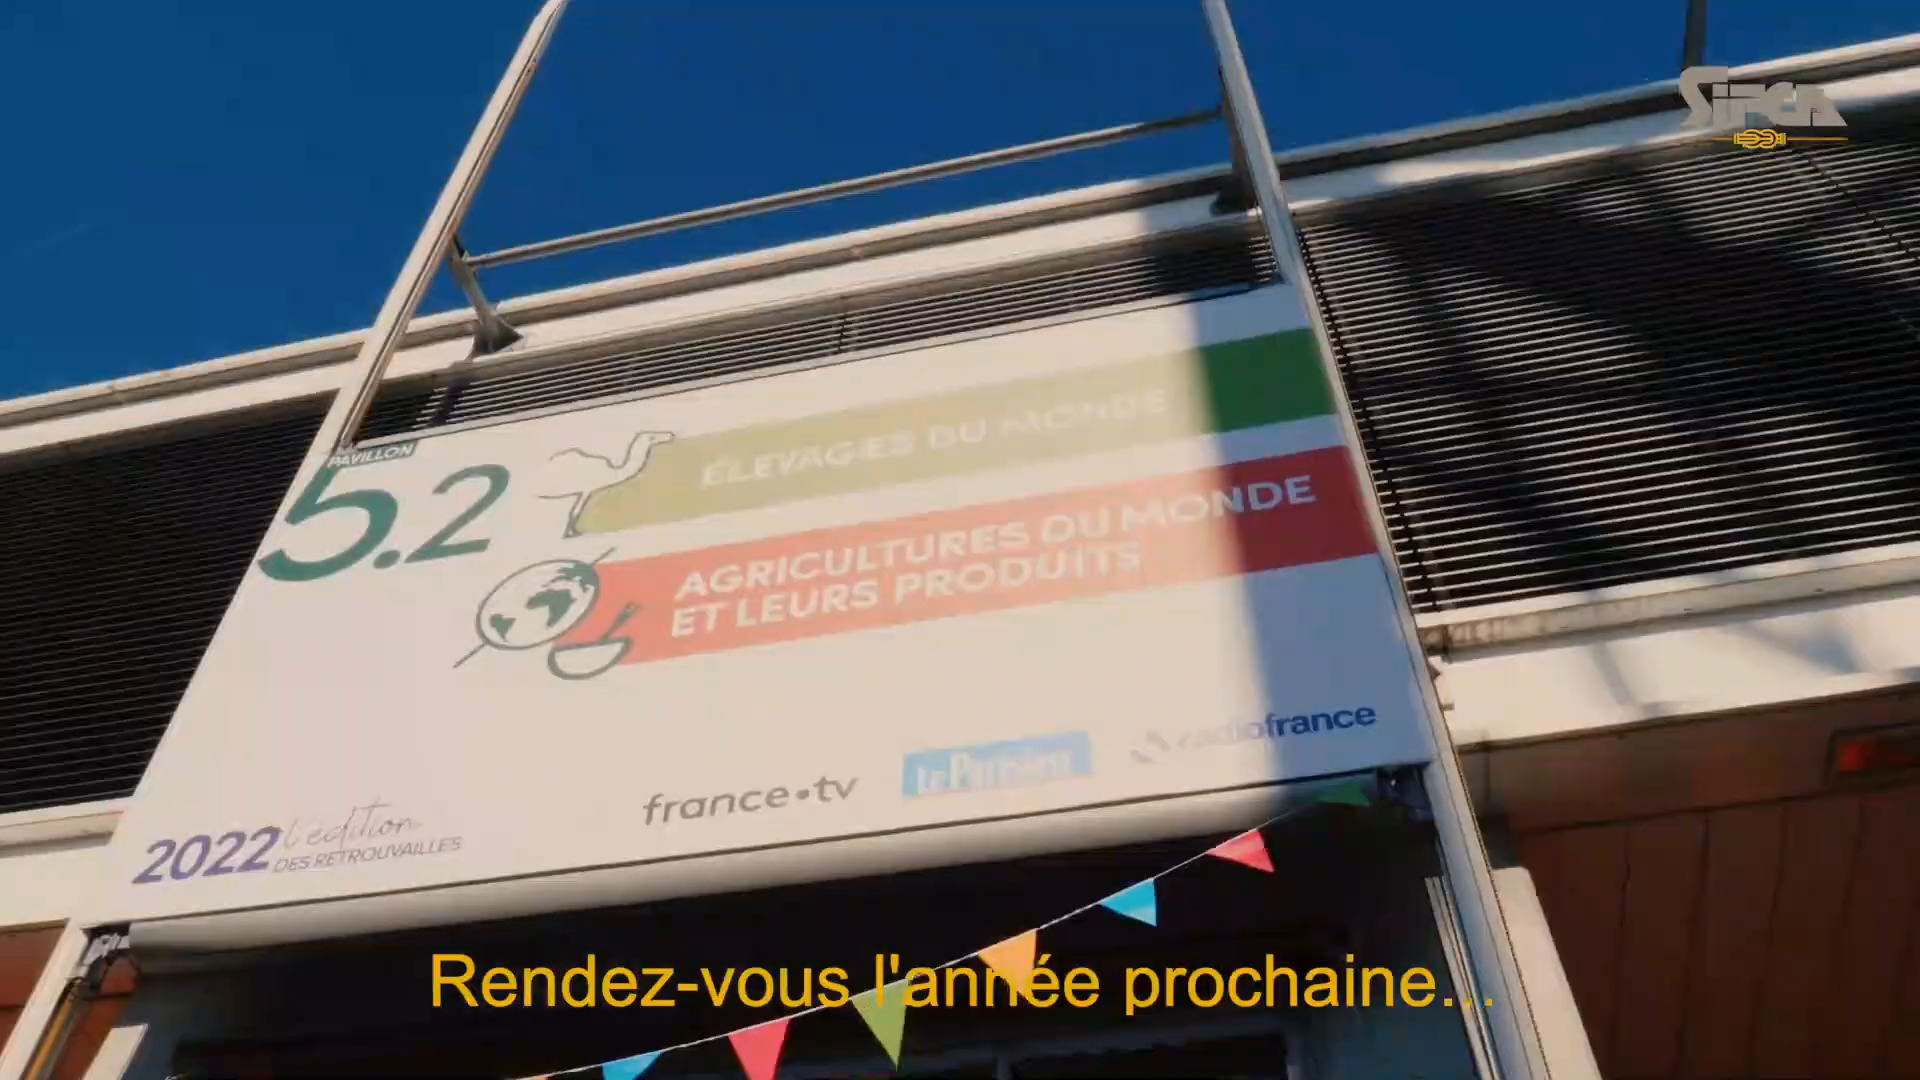 SIFCA
PAVILLON
5.2
ÉLEVAGES DU MONDE
AGRICULTURES DU MONDE
ET LEURS PRODUITS
2022 l'édition
DES RETROUVAILLES
france•tv
Le Parisien
radiofrance
Rendez-vous l'année prochaine...